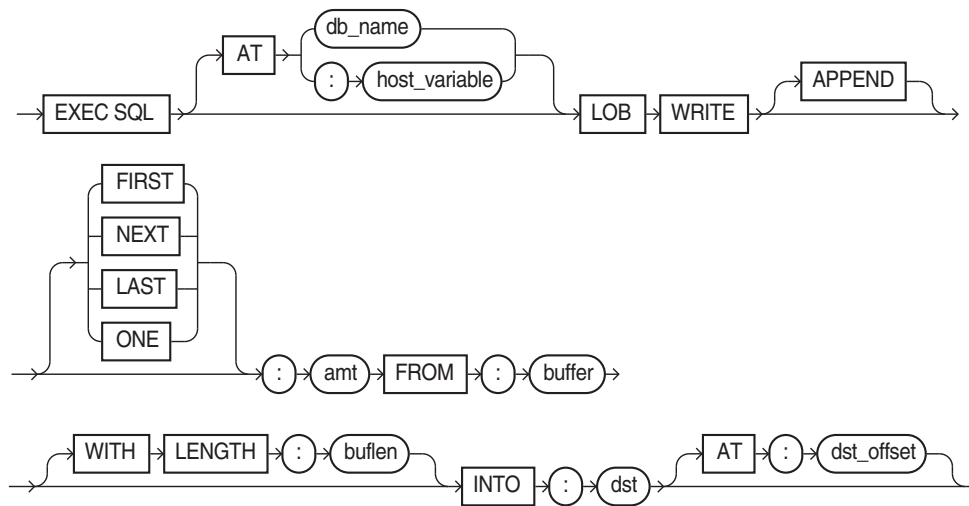 db_name
AT
: host_variable
APPEND
EXEC SQL LOB WRITE
FIRST
NEXT
LAST
ONE
: amt FROM : buffer
WITH LENGTH : buflen AT : dst_offset
INTO : dst